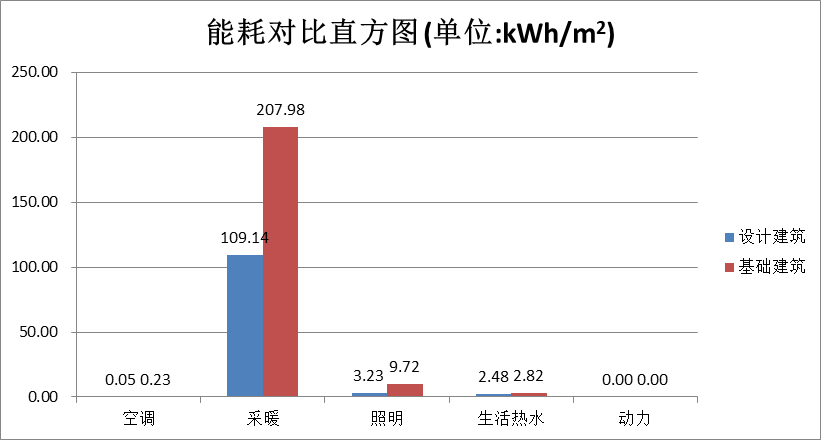 能耗对比直方图(单位:kWh/m²)
250.00
200.00
150.00
100.00
50.00
0.00
0.05 0.23
109.14
207.98
3.23
9.72
2.48 2.82
0.00 0.00
空调
采暖
照明
生活热水
动力
设计建筑
基础建筑